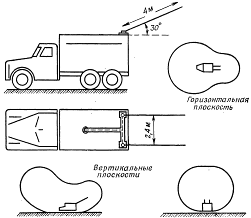 4м
30°
Горизонтальная
плоскость
2,4м
Вертикальные
плоскости